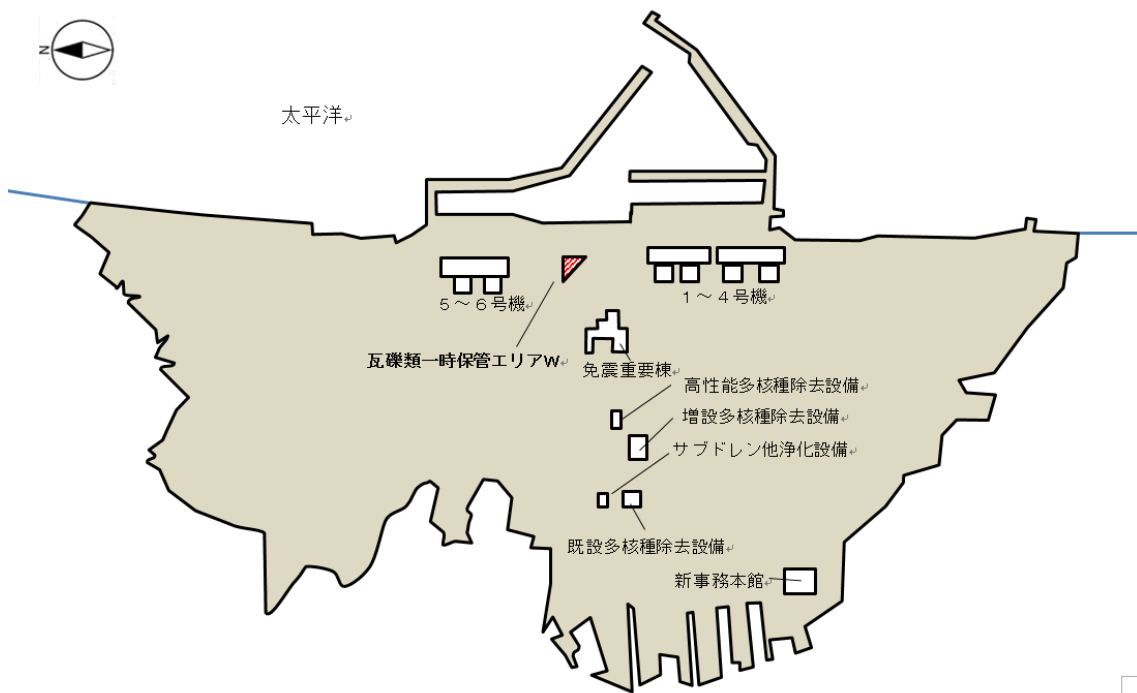 N
太平洋
5～6号機
1～4号機
瓦礫類一時保管エリアW
免震重要棟
高性能多核種除去設備
増設多核種除去設備
サブドレン他浄化設備
既設多核種除去設備
新事務本館